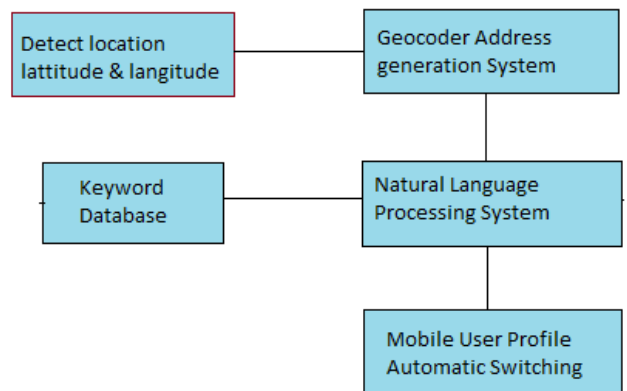 Detect location
lattitude & langitude
Geocoder Address
generation System
Keyword
Database
Natural Language
Processing System
Mobile User Profile
Automatic Switching